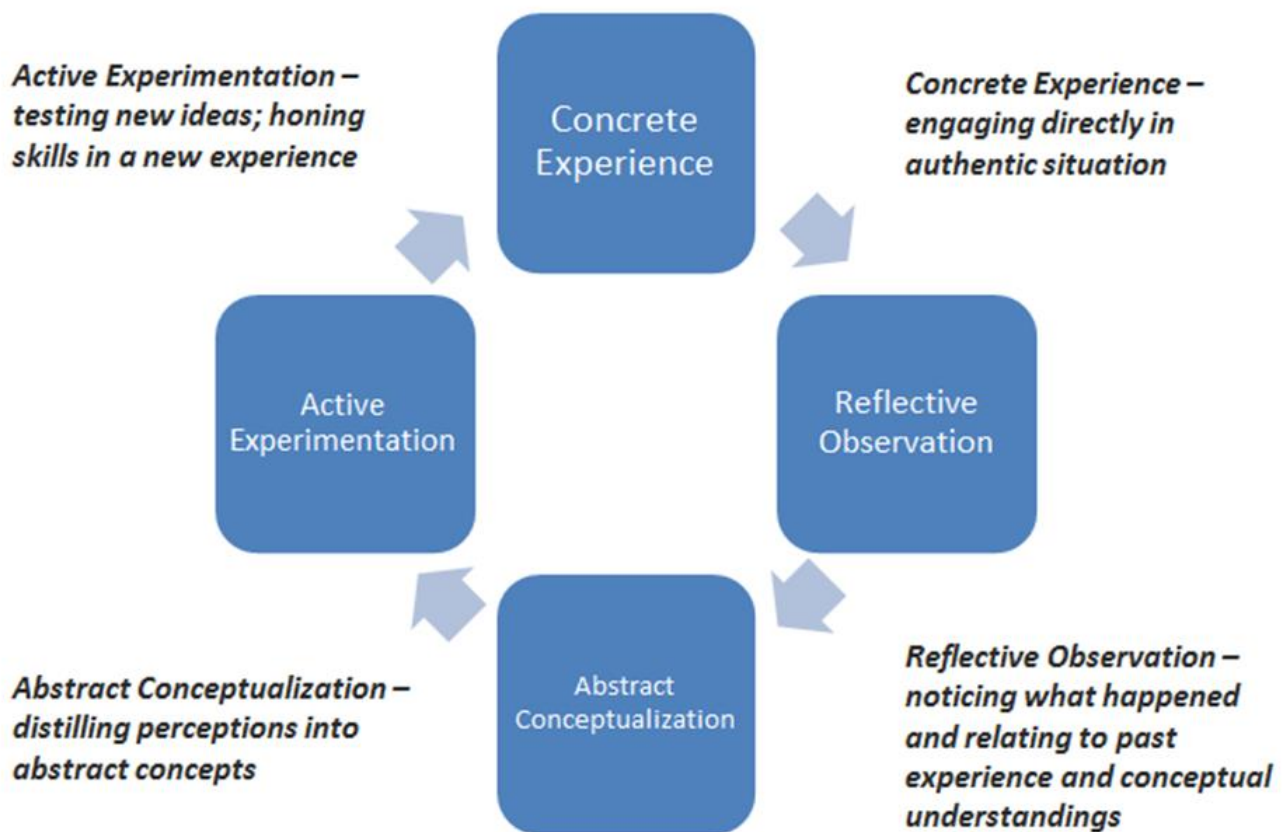 Active Experimentation –
testing new ideas; honing
skills in a new experience
Concrete
Experience
Concrete Experience –
engaging directly in
authentic situation
Active
Experimentation
Reflective
Observation
Abstract Conceptualization –
distilling perceptions into
abstract concepts
Abstract
Conceptualization
Reflective Observation –
noticing what happened
and relating to past
experience and conceptual
understandings